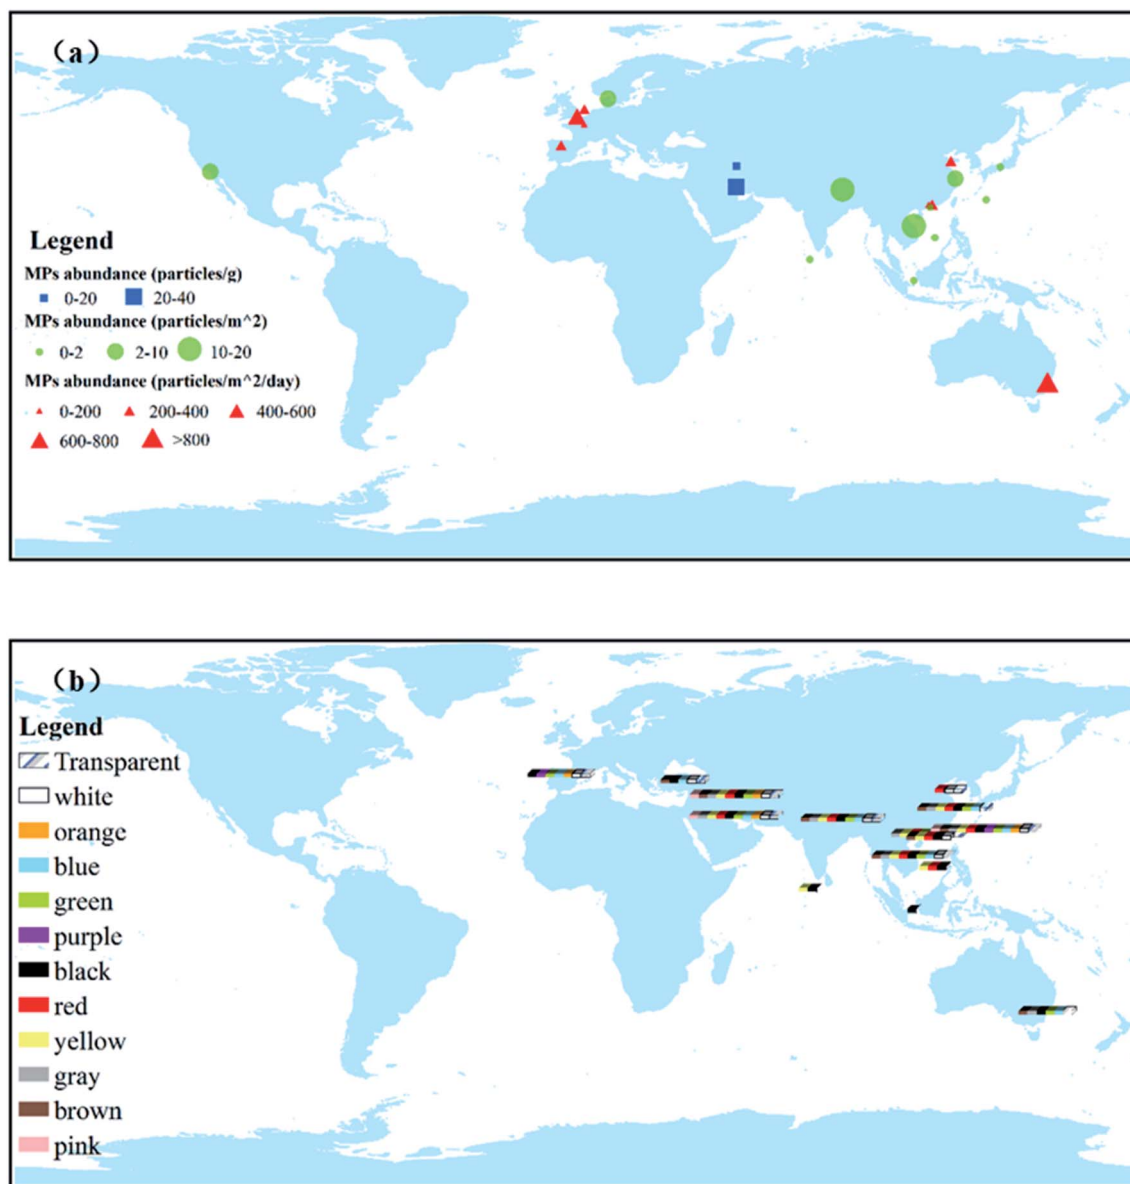 (a)
Legend
MPs abundance (particles/g)
0-20 20-40
MPs abundance (particles/m^2)
0-2 2-10 10-20
MPs abundance (particles/m^2/day)
0-200 200-400 400-600
600-800 >800
(b)
Legend
Transparent
white
orange
blue
green
purple
black
red
yellow
gray
brown
pink